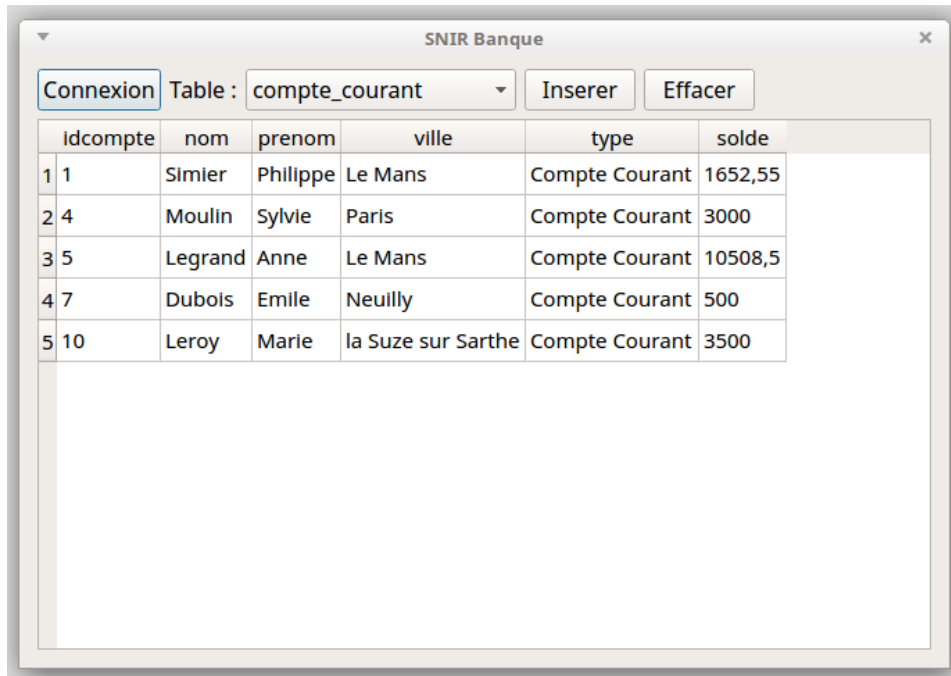 SNIR Banque
Connexion Table : compte_courant Inserer Effacer
idcompte nom prenom ville type solde
1 1 Simier Philippe Le Mans Compte Courant 1652,55
2 4 Moulin Sylvie Paris Compte Courant 3000
3 5 Legrand Anne Le Mans Compte Courant 10508,5
4 7 Dubois Emile Neuilly Compte Courant 500
5 10 Leroy Marie la Suze sur Sarthe Compte Courant 3500